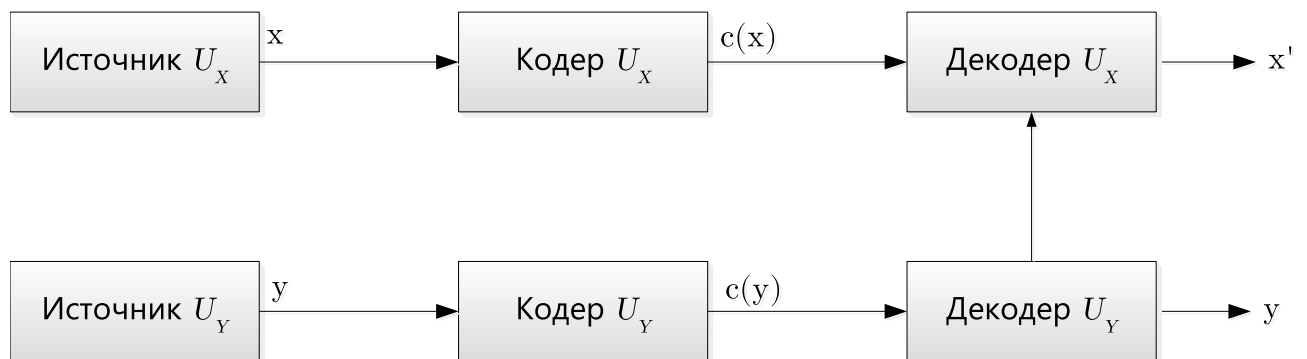 Источник U_X
x
Кодер U_X
c(x)
Декодер U_X
x'
Источник U_Y
y
Кодер U_Y
c(y)
Декодер U_Y
y